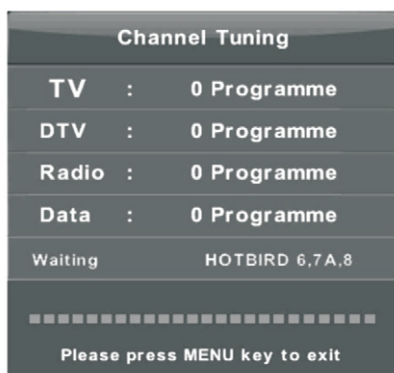 Channel Tuning
TV : 0 Programme
DTV : 0 Programme
Radio : 0 Programme
Data : 0 Programme
Waiting HOTBIRD 6,7A,8
Please press MENU key to exit